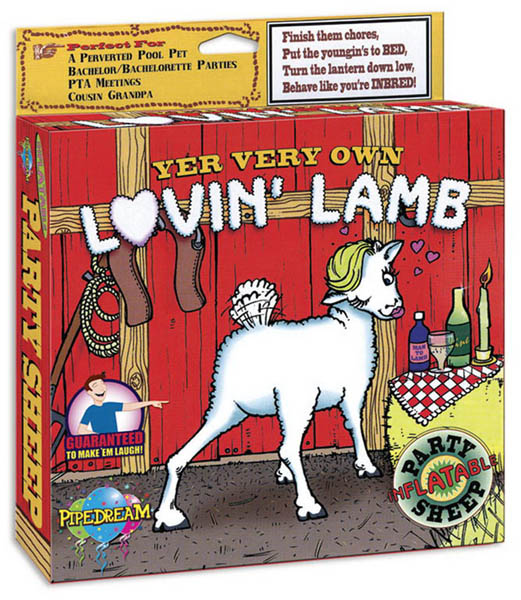 Perfect For
A Perverted Pool Pet
Bachelor/Bachelorette Parties
PTA Meetings
Cousin Grandpa
Finish them chores,
Put the youngin's to BED,
Turn the lantern down low,
Behave like you're INBRED!
LOVIN' LAMB
YER VERY OWN
LOVIN' LAMB
PARTY SHEEP
GUARANTEED
TO MAKE EM LAUGH!
PIPEDREAM
PARTY
INFLATABLE
SHEEP